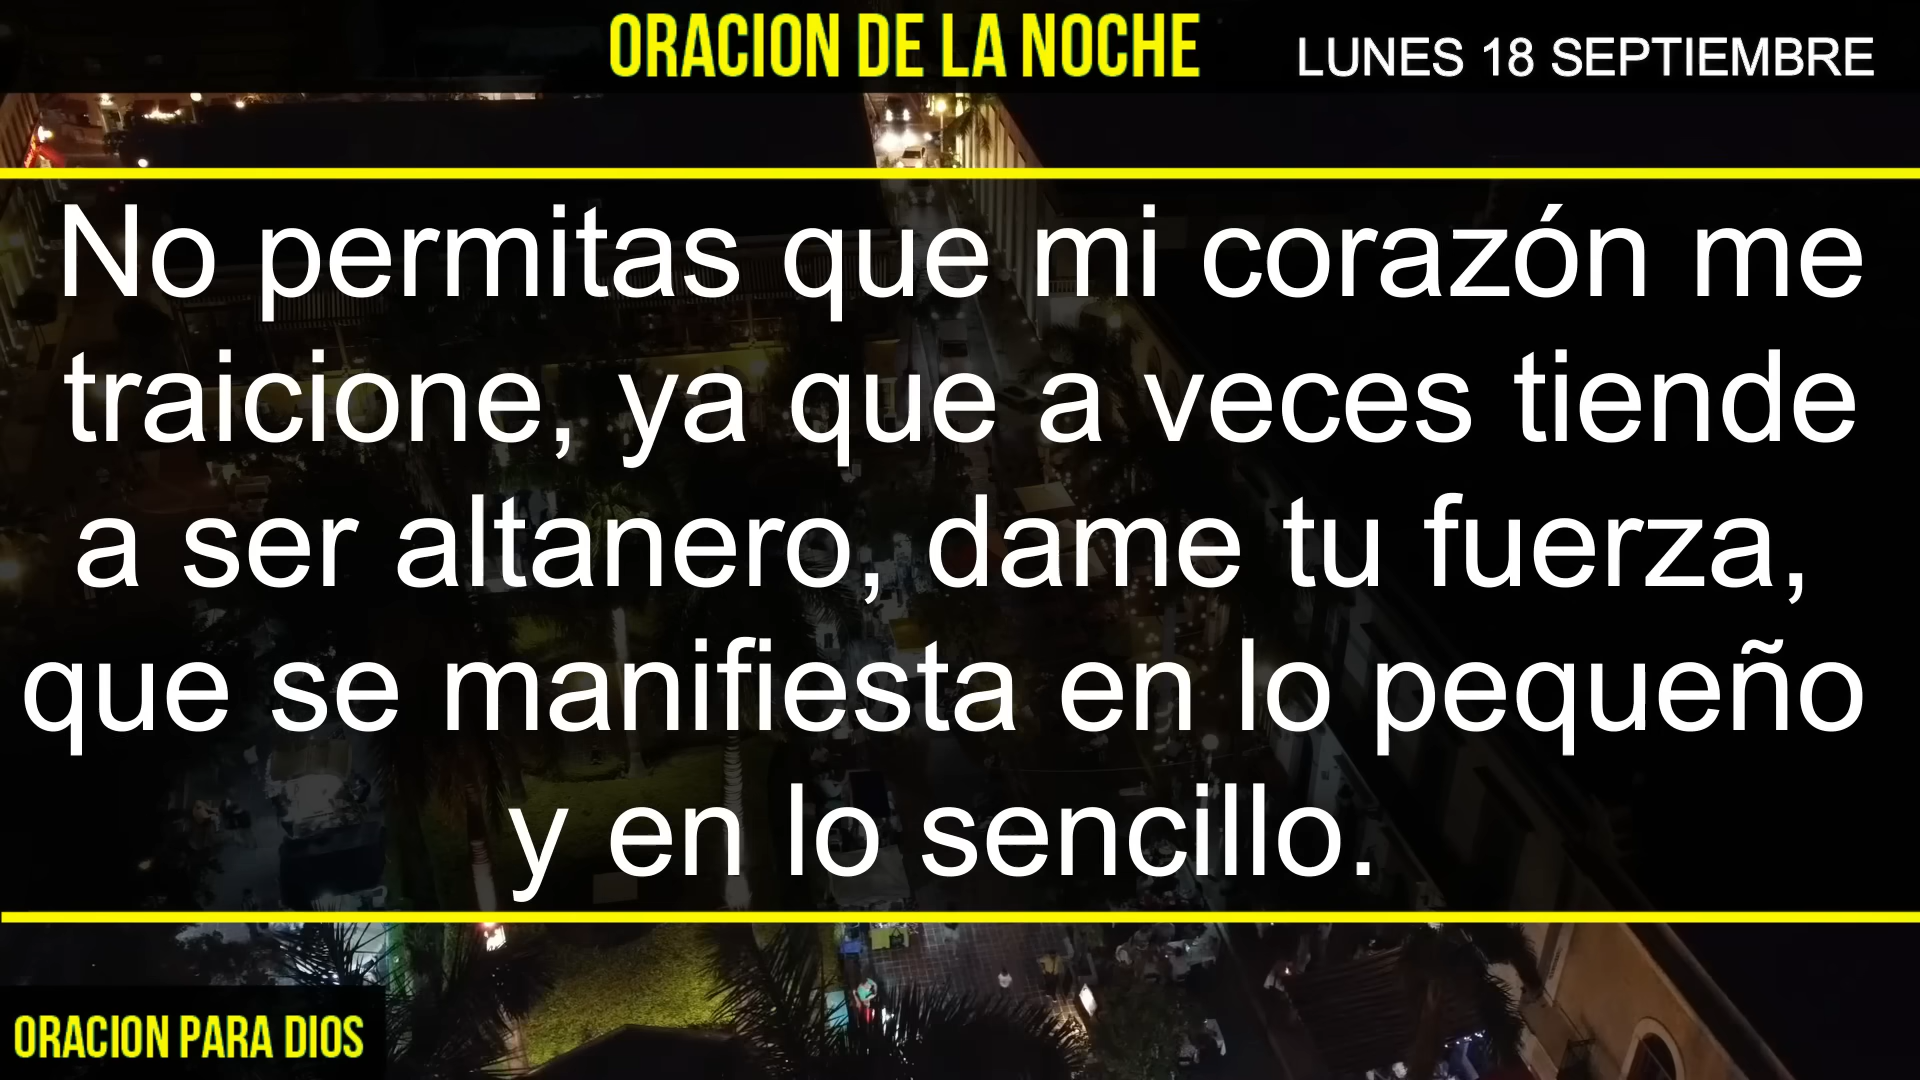 ORACION DE LA NOCHE
LUNES 18 SEPTIEMBRE
No permitas que mi corazón me
traicione, ya que a veces tiende
a ser altanero, dame tu fuerza,
que se manifiesta en lo pequeño
y en lo sencillo.
ORACION PARA DIOS